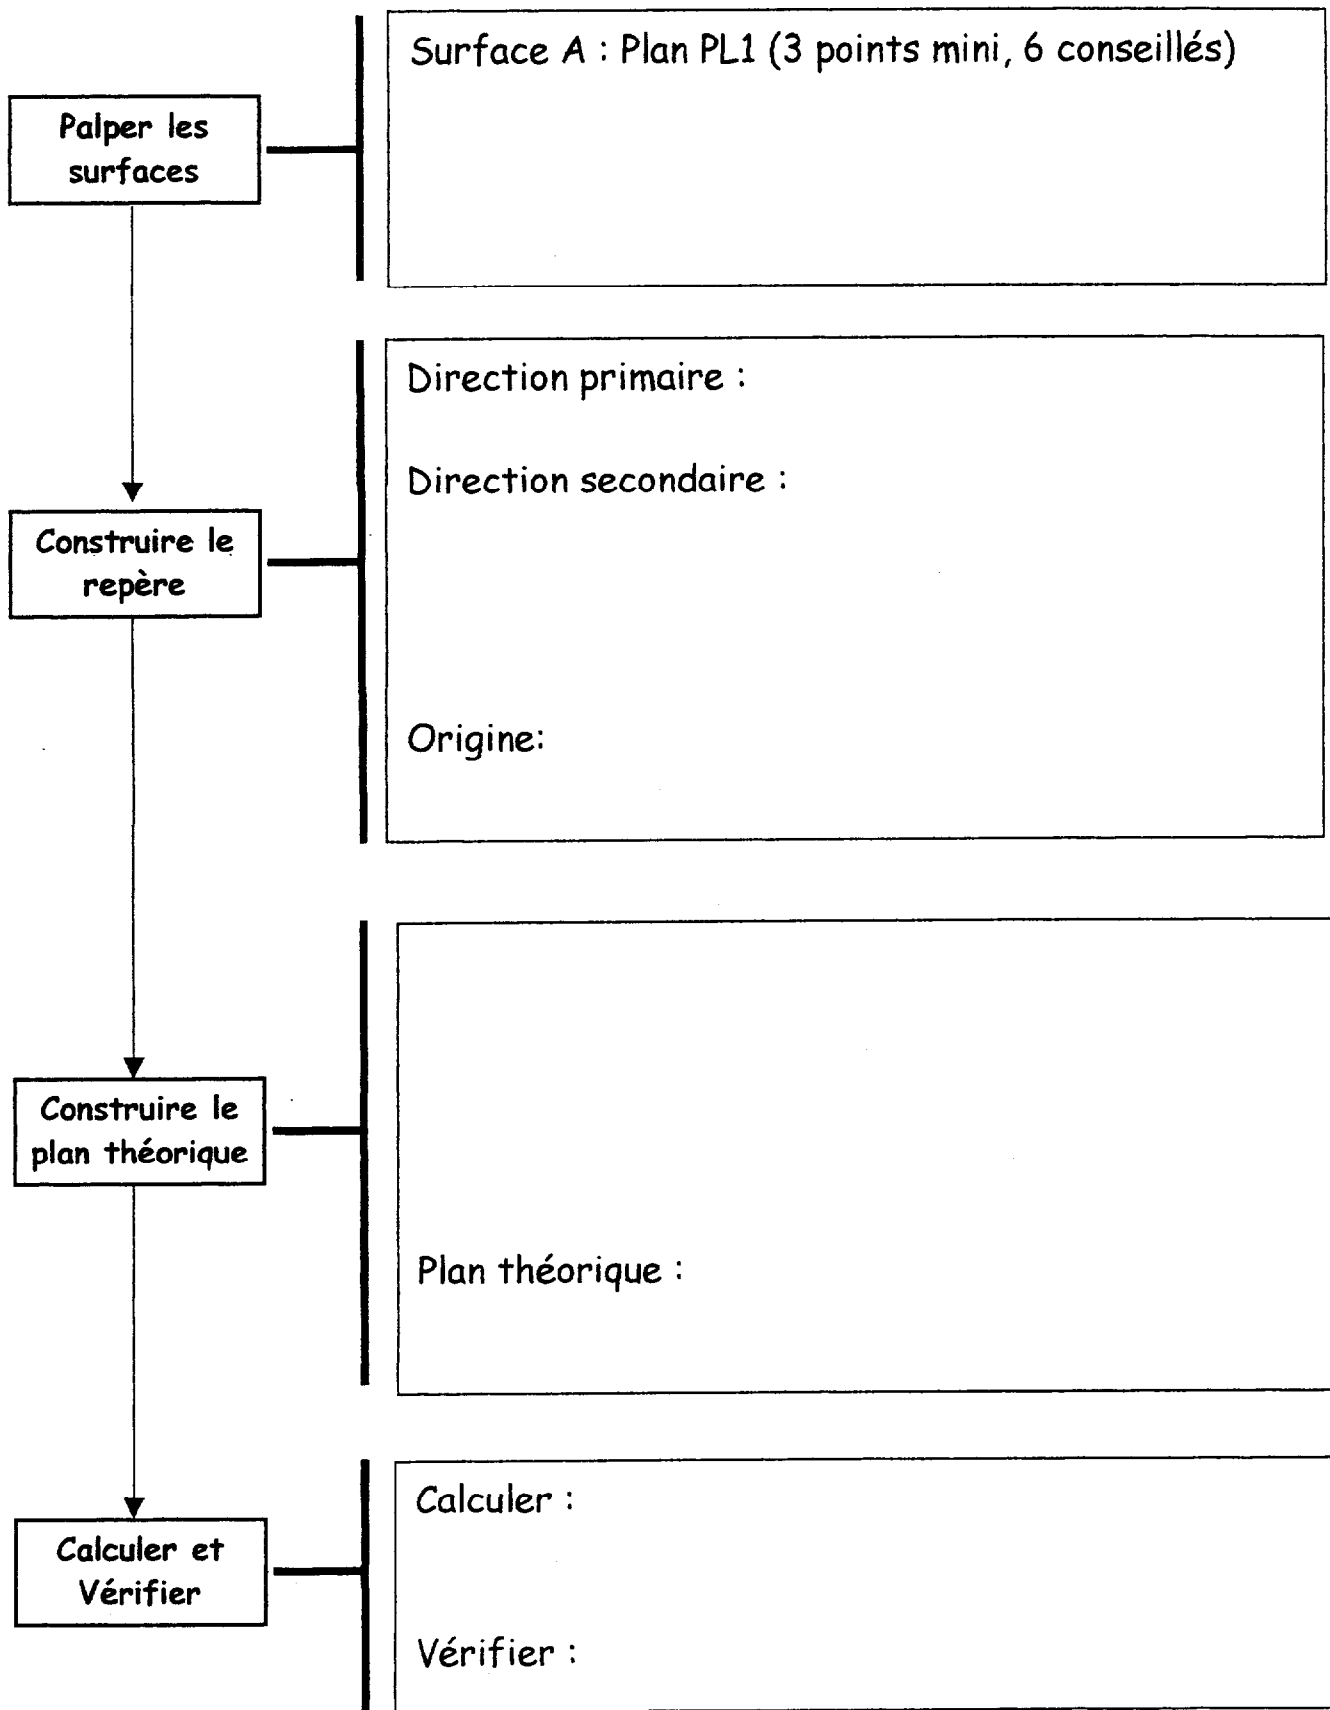 Surface A : Plan PL1 (3 points mini, 6 conseillés)
Palper les
surfaces
Direction primaire :
Direction secondaire :
Construire le
repère
Origine:
Construire le
plan théorique
Plan théorique :
Calculer :
Calculer et
Vérifier
Vérifier :